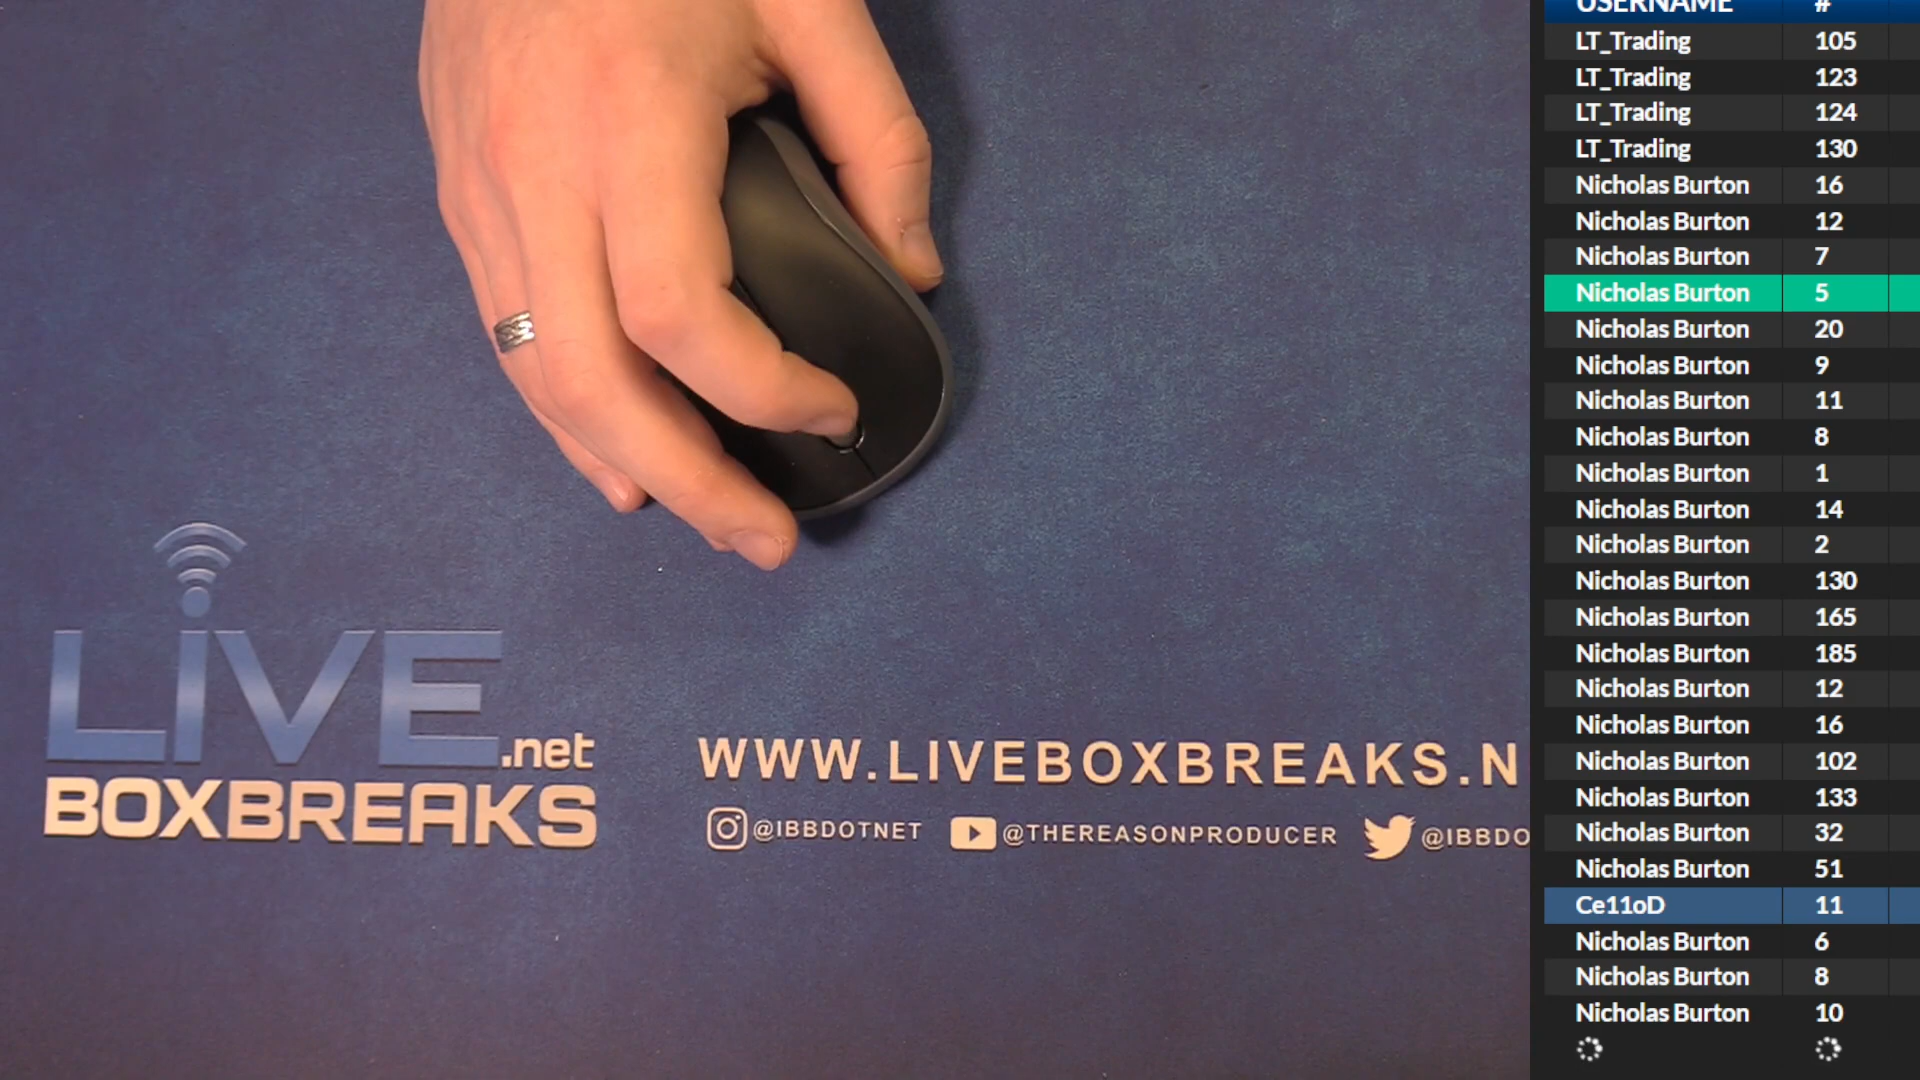 LIVE.net
BOXBREAKS
WWW.LIVEBOXBREAKS.N
@IBBDOTNET @THEREASONPRODUCER @IBBDO
USERNAME #
LT_Trading 105
LT_Trading 123
LT_Trading 124
LT_Trading 130
Nicholas Burton 16
Nicholas Burton 12
Nicholas Burton 7
Nicholas Burton 5
Nicholas Burton 20
Nicholas Burton 9
Nicholas Burton 11
Nicholas Burton 8
Nicholas Burton 1
Nicholas Burton 14
Nicholas Burton 2
Nicholas Burton 130
Nicholas Burton 165
Nicholas Burton 185
Nicholas Burton 12
Nicholas Burton 16
Nicholas Burton 102
Nicholas Burton 133
Nicholas Burton 32
Nicholas Burton 51
Ce11oD 11
Nicholas Burton 6
Nicholas Burton 8
Nicholas Burton 10